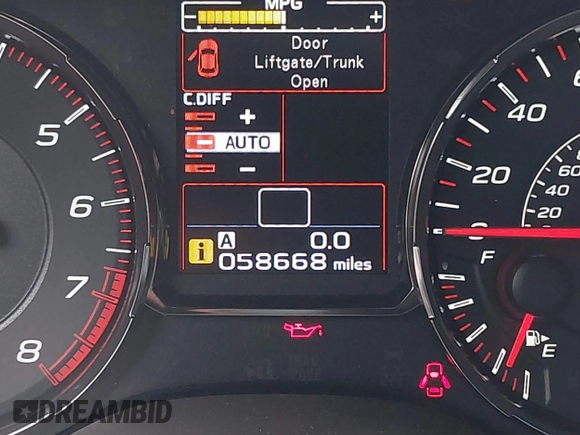 MPG
- +
Door
Liftgate/Trunk
Open
C.DIFF
+
AUTO
-
A 0.0
i 058668 miles
5
6
7
8
40
20
0
60
40
20
F
E
DREAMBID